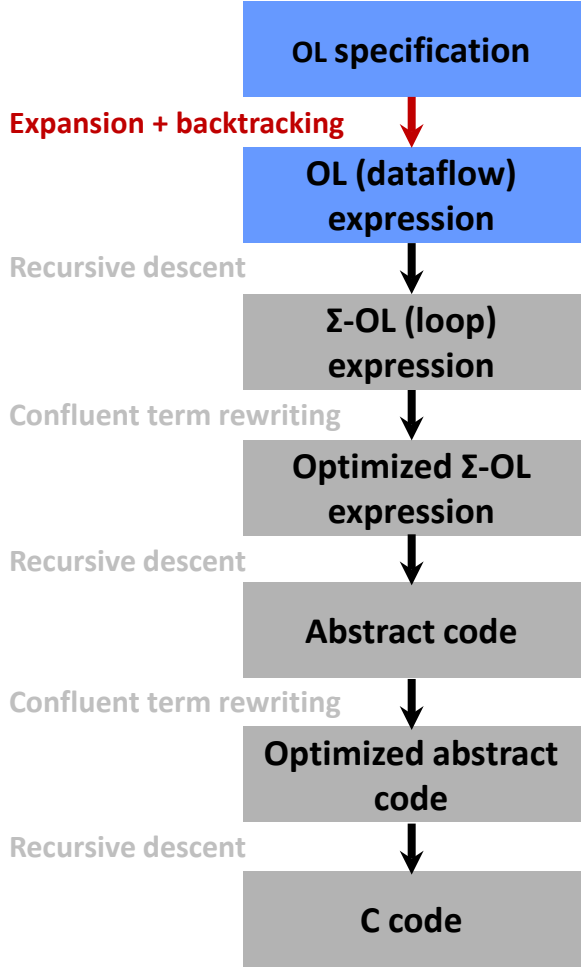 OL specification
Expansion + backtracking
OL (dataflow)
expression
Recursive descent
Σ-OL (loop)
expression
Confluent term rewriting
Optimized Σ-OL
expression
Recursive descent
Abstract code
Confluent term rewriting
Optimized abstract
code
Recursive descent
C code